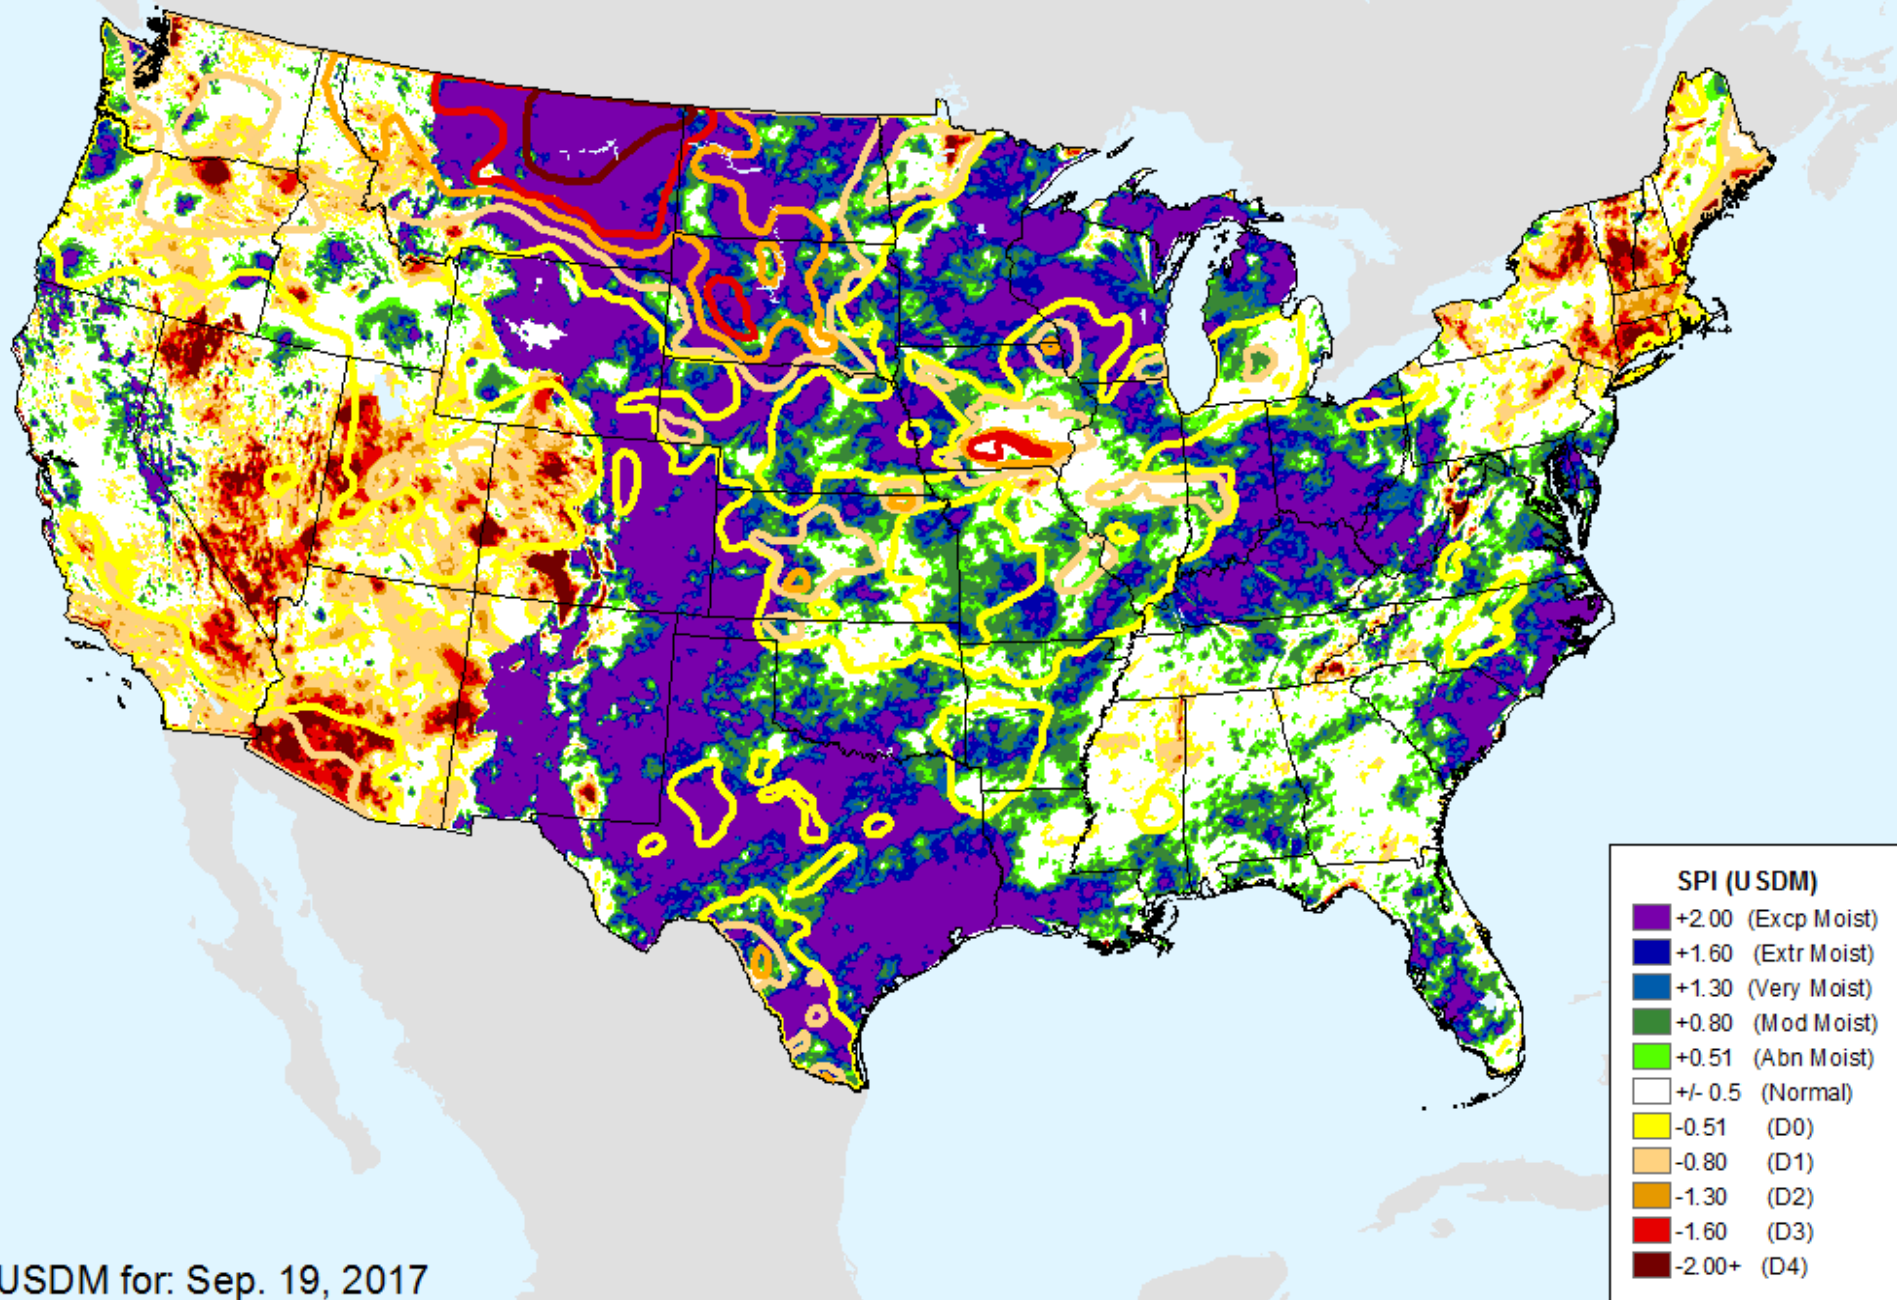 SPI (USDM)
+2.00 (Excp Moist)
+1.60 (Extr Moist)
+1.30 (Very Moist)
+0.80 (Mod Moist)
+0.51 (Abn Moist)
+/- 0.5 (Normal)
-0.51 (D0)
-0.80 (D1)
-1.30 (D2)
-1.60 (D3)
-2.00+ (D4)
USDM for: Sep. 19, 2017